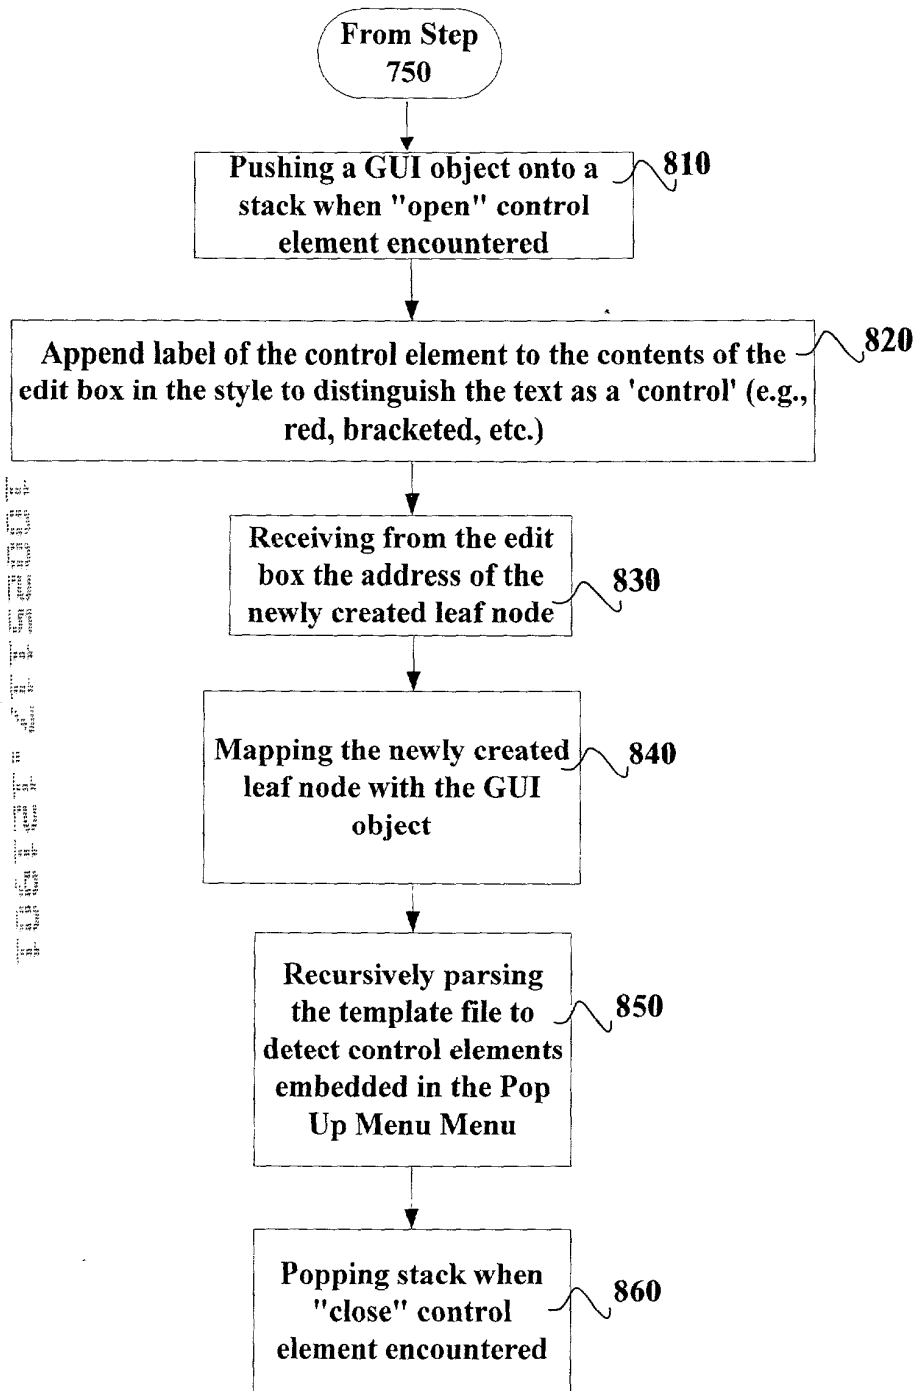 From Step
750
Pushing a GUI object onto a
stack when "open" control
element encountered
810
Append label of the control element to the contents of the
edit box in the style to distinguish the text as a 'control' (e.g.,
red, bracketed, etc.)
820
Receiving from the edit
box the address of the
newly created leaf node
830
Mapping the newly created
leaf node with the GUI
object
840
Recursively parsing
the template file to
detect control elements
embedded in the Pop
Up Menu Menu
850
Popping stack when
"close" control
element encountered
860
10025117.121901